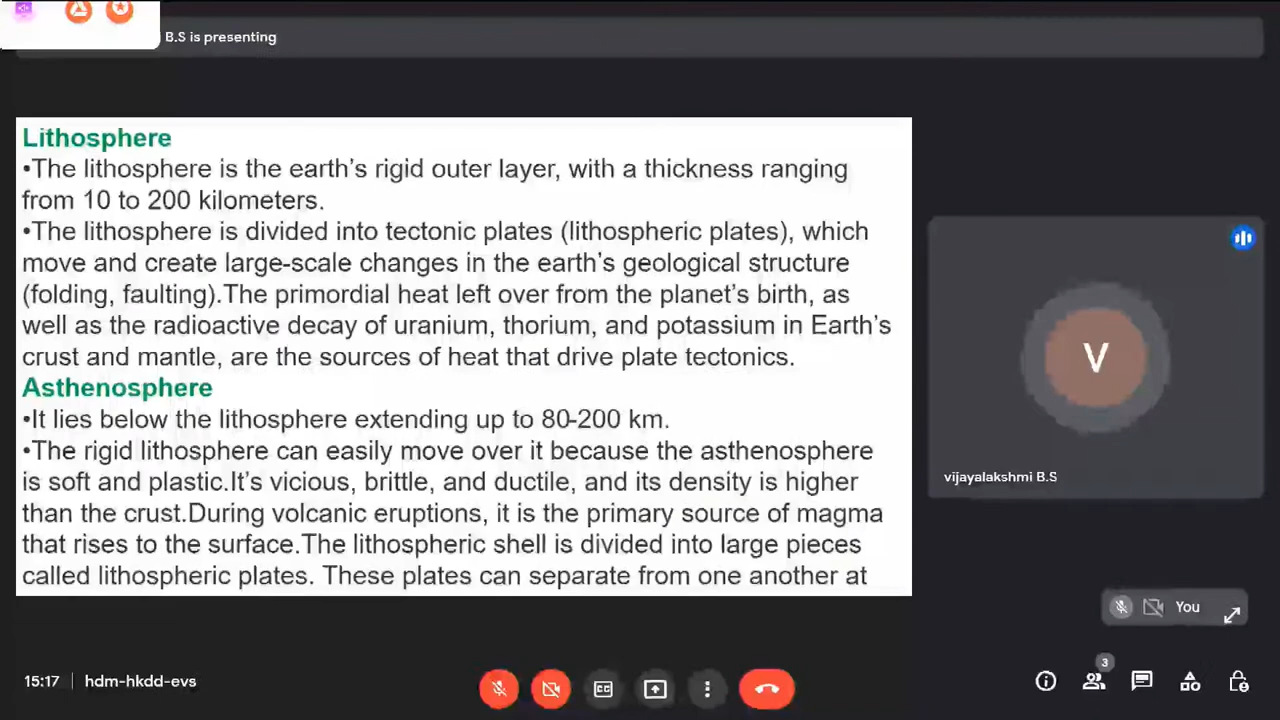 B.S is presenting
Lithosphere
•The lithosphere is the earth's rigid outer layer, with a thickness ranging
from 10 to 200 kilometers.
•The lithosphere is divided into tectonic plates (lithospheric plates), which
move and create large-scale changes in the earth's geological structure
(folding, faulting).The primordial heat left over from the planet's birth, as
well as the radioactive decay of uranium, thorium, and potassium in Earth's
crust and mantle, are the sources of heat that drive plate tectonics.
Asthenosphere
•It lies below the lithosphere extending up to 80-200 km.
•The rigid lithosphere can easily move over it because the asthenosphere
is soft and plastic.It's vicious, brittle, and ductile, and its density is higher
than the crust.During volcanic eruptions, it is the primary source of magma
that rises to the surface.The lithospheric shell is divided into large pieces
called lithospheric plates. These plates can separate from one another at
V
vijayalakshmi B.S
You
15:17 | hdm-hkdd-evs
3